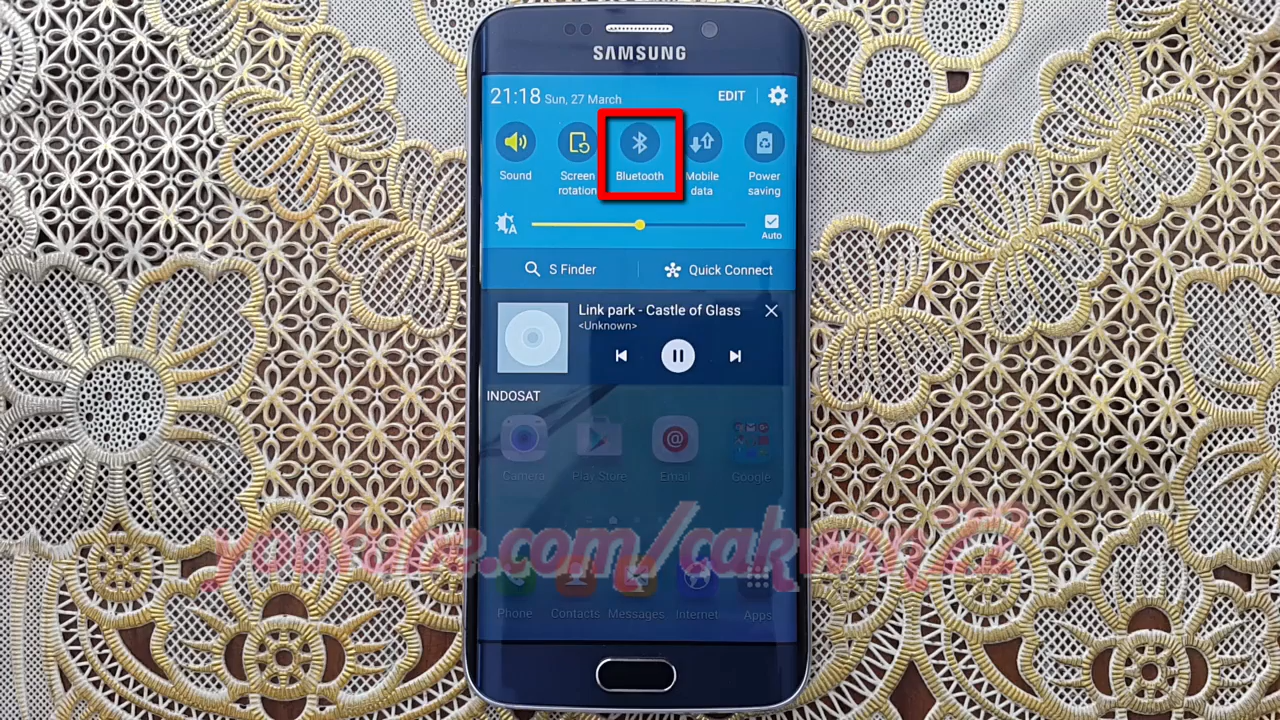 SAMSUNG
21:18 Sun, 27 March EDIT
Sound
Screen rotation
Bluetooth
Mobile data
Power saving
A
Auto
S Finder Quick Connect
Link park - Castle of Glass
<Unknown>
INDOSAT
Camera Play Store Email Google
Phone Contacts Messages Internet Apps